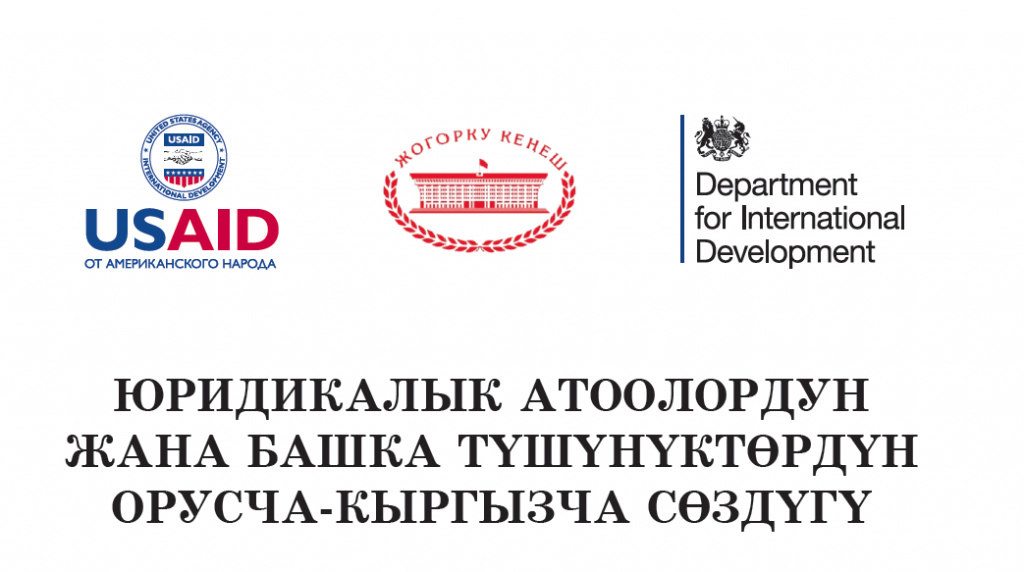 UNITED STATES AGENCY
USAID
INTERNATIONAL DEVELOPMENT
USAID
ОТ АМЕРИКАНСКОГО НАРОДА
ЖОГОРКУ КЕНЕШ
Department
for International
Development
ЮРИДИКАЛЫК АТООЛОРДУН
ЖАНА БАШКА ТҮШҮНҮКТӨРДҮН
ОРУСЧА-КЫРГЫЗЧА СӨЗДҮГҮ